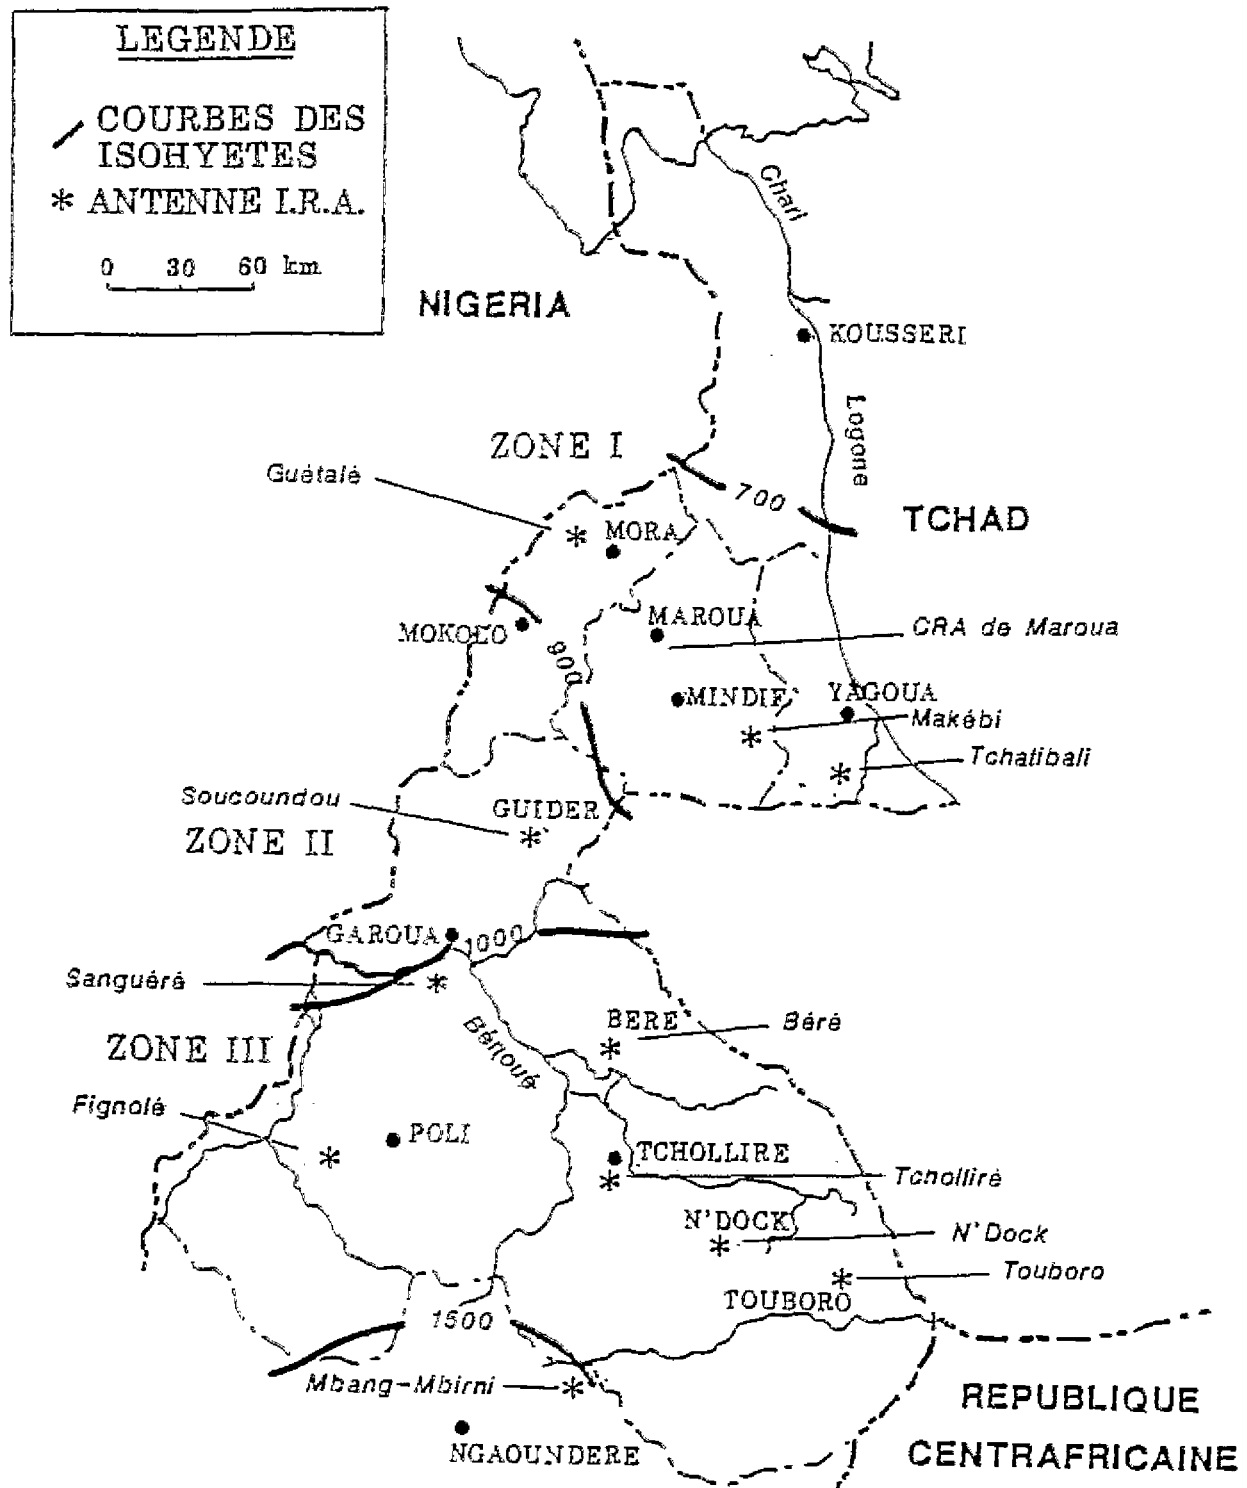 LEGENDE
COURBES DES
ISOHYETES
* ANTENNE I.R.A.
0 30 60 km
Chari
NIGERIA
KOUSSERI
Logone
ZONE I
Guétalé
700
TCHAD
MORA
MAROUA
CRA de Maroua
MOKOLO
900
MINDIF
YAGOUA
Makébi
Tchatibali
Soucoundou
GUIDER
ZONE II
GAROUA
1000
Sanguéré
BERE
Béré
Bénoué
ZONE III
Fignolé
POLI
TCHOLLIRE
Tcholliré
N'DOCK
N'Dock
Touboro
TOUBORO
1500
Mbang-Mbirni
REPUBLIQUE
CENTRAFRICAINE
NGAOUNDERE